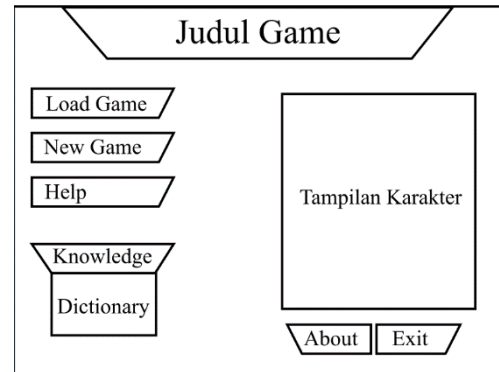 Judul Game
Load Game
New Game
Help
Knowledge
Dictionary
Tampilan Karakter
About
Exit